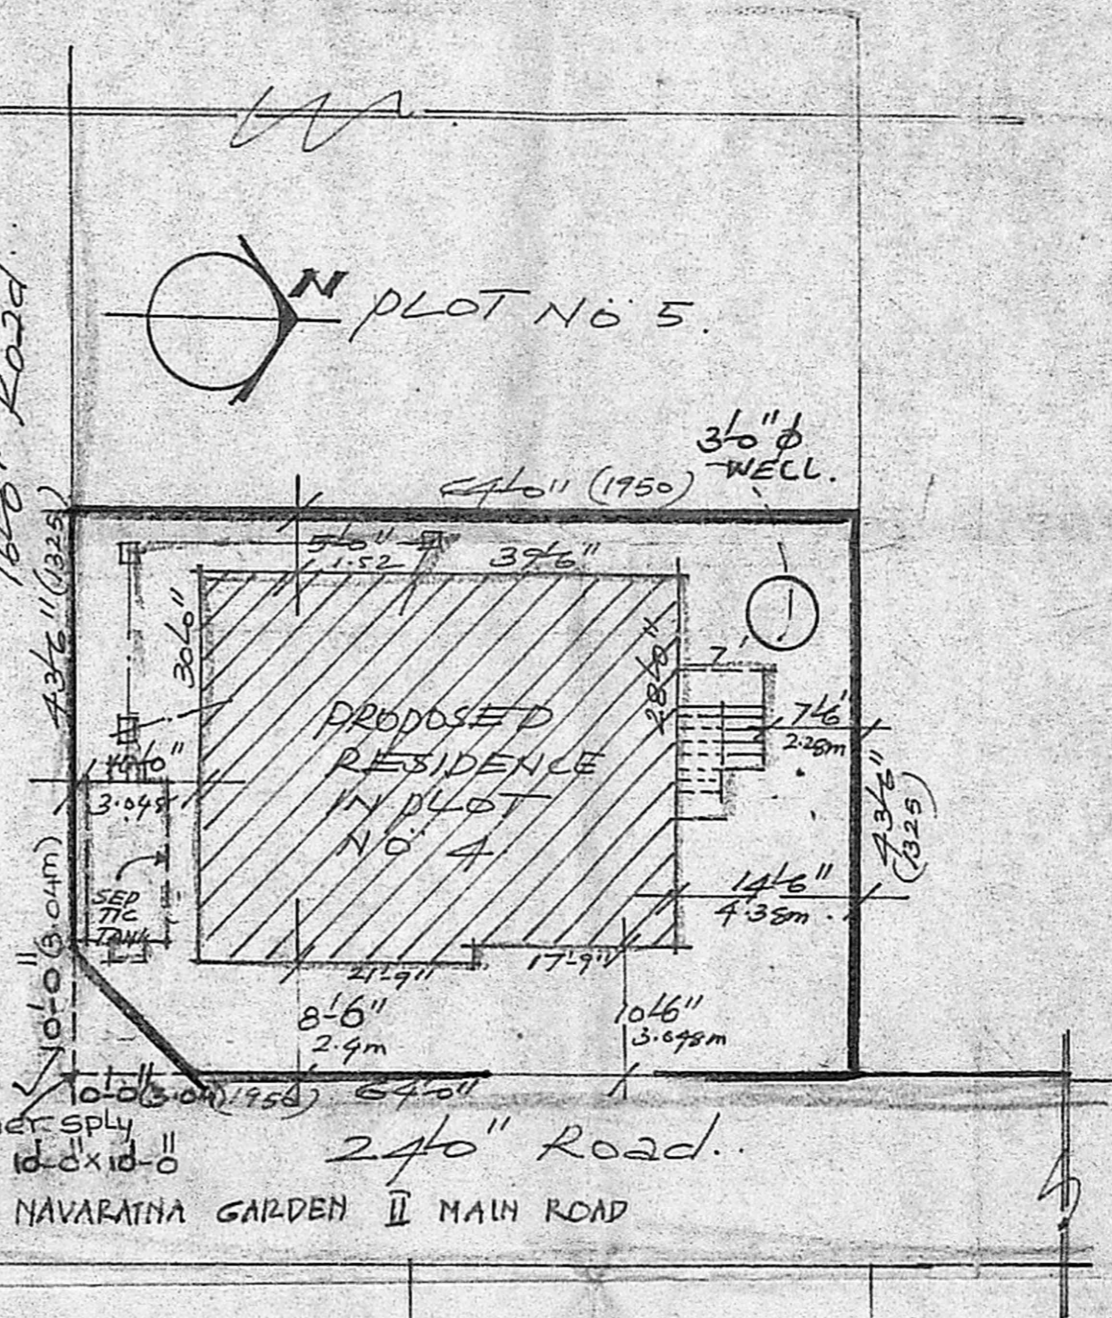 N
PLOT NO 5.
Road.
3'-0" ϕ
WELL.
64'-0" (1950)
5'-0"
1.52
39'-6"
43'-6" (1325)
30'-0"
28'-0"
7'
PROPOSED
RESIDENCE
IN PLOT
NO 4
7'-6"
2.28m
10'-0"
3.048
43'-6"
(1325)
SEP
TIC
TANK
14'-6"
4.38m
10'-0" (3.04m)
21'-9"
17'-9"
8'-6"
2.4m
10'-6"
3.048m
10'-0" (3.04) (1950) 64'-0"
SPLY
10'-0" x 10'-0"
24'-0" Road..
NAVARATNA GARDEN II MAIN ROAD